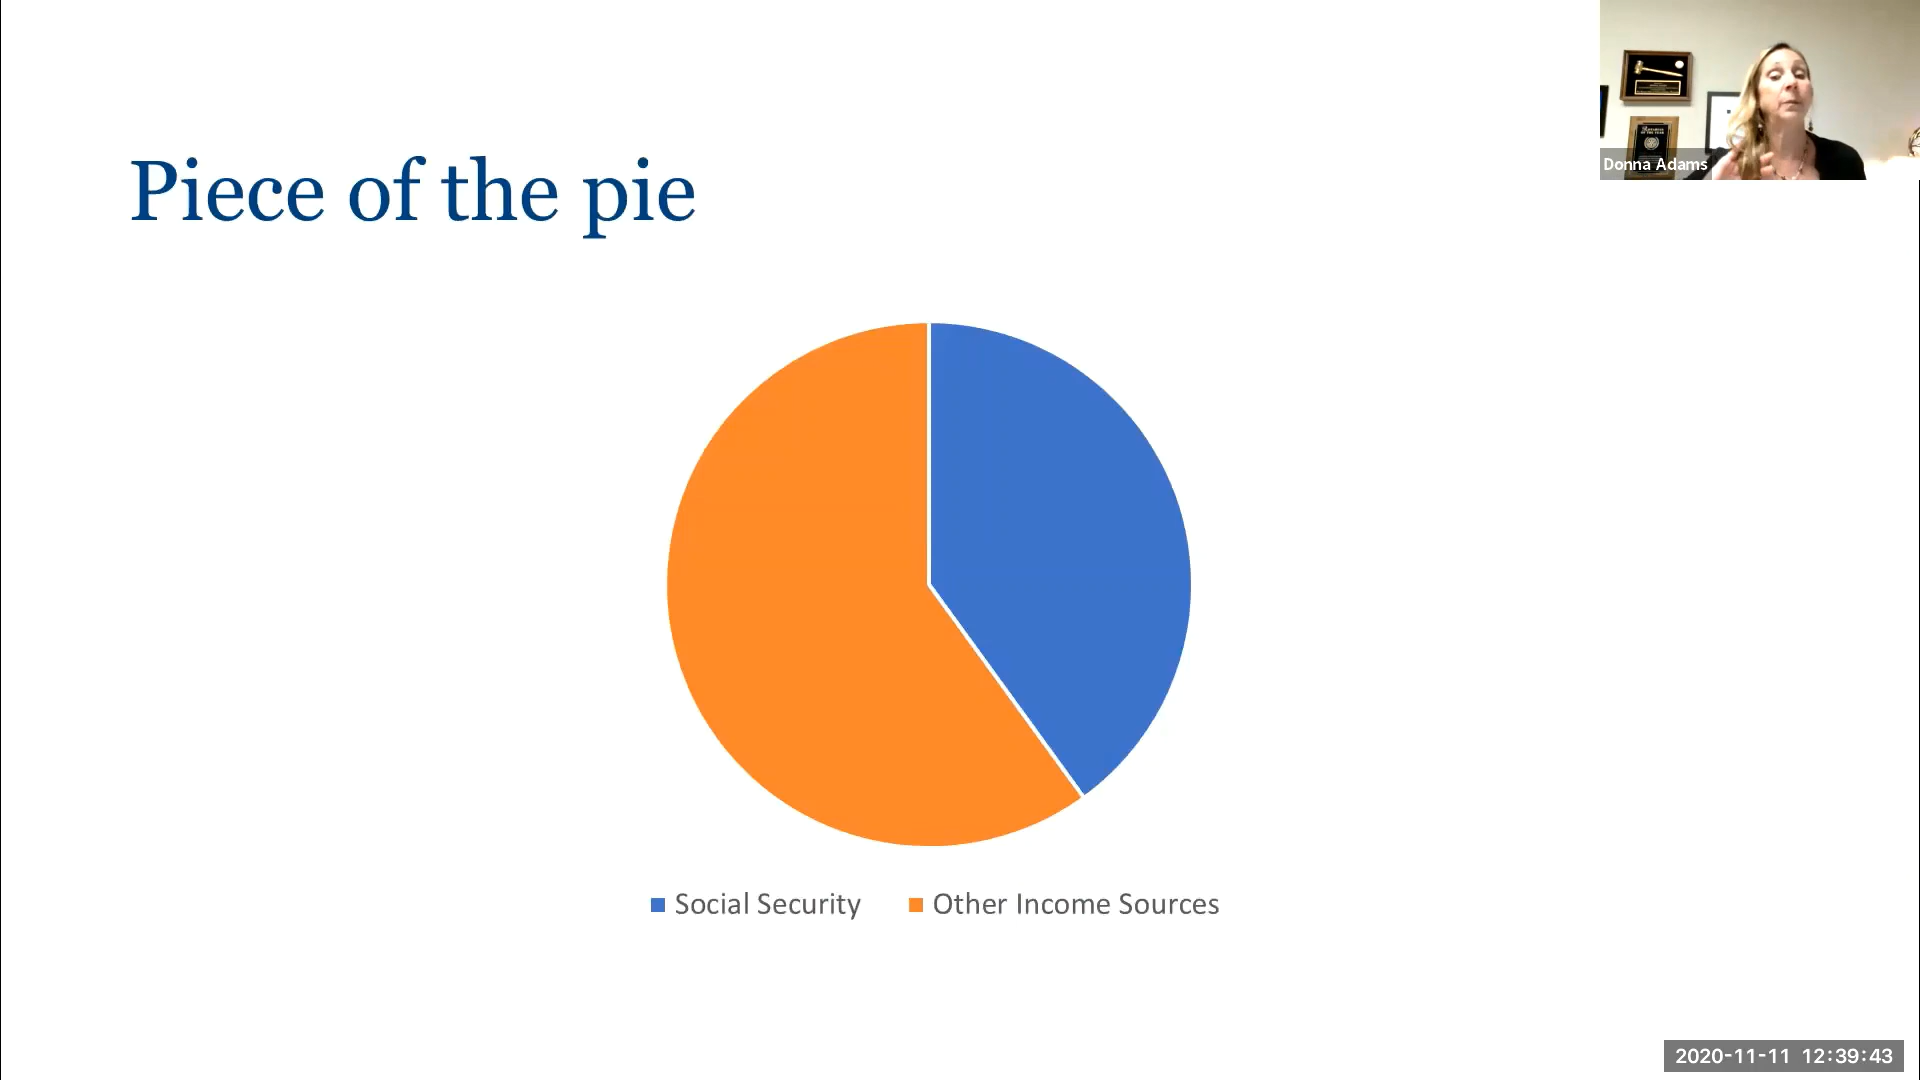 Piece of the pie
Donna Adams
Social Security
Other Income Sources
2020-11-11 12:39:43